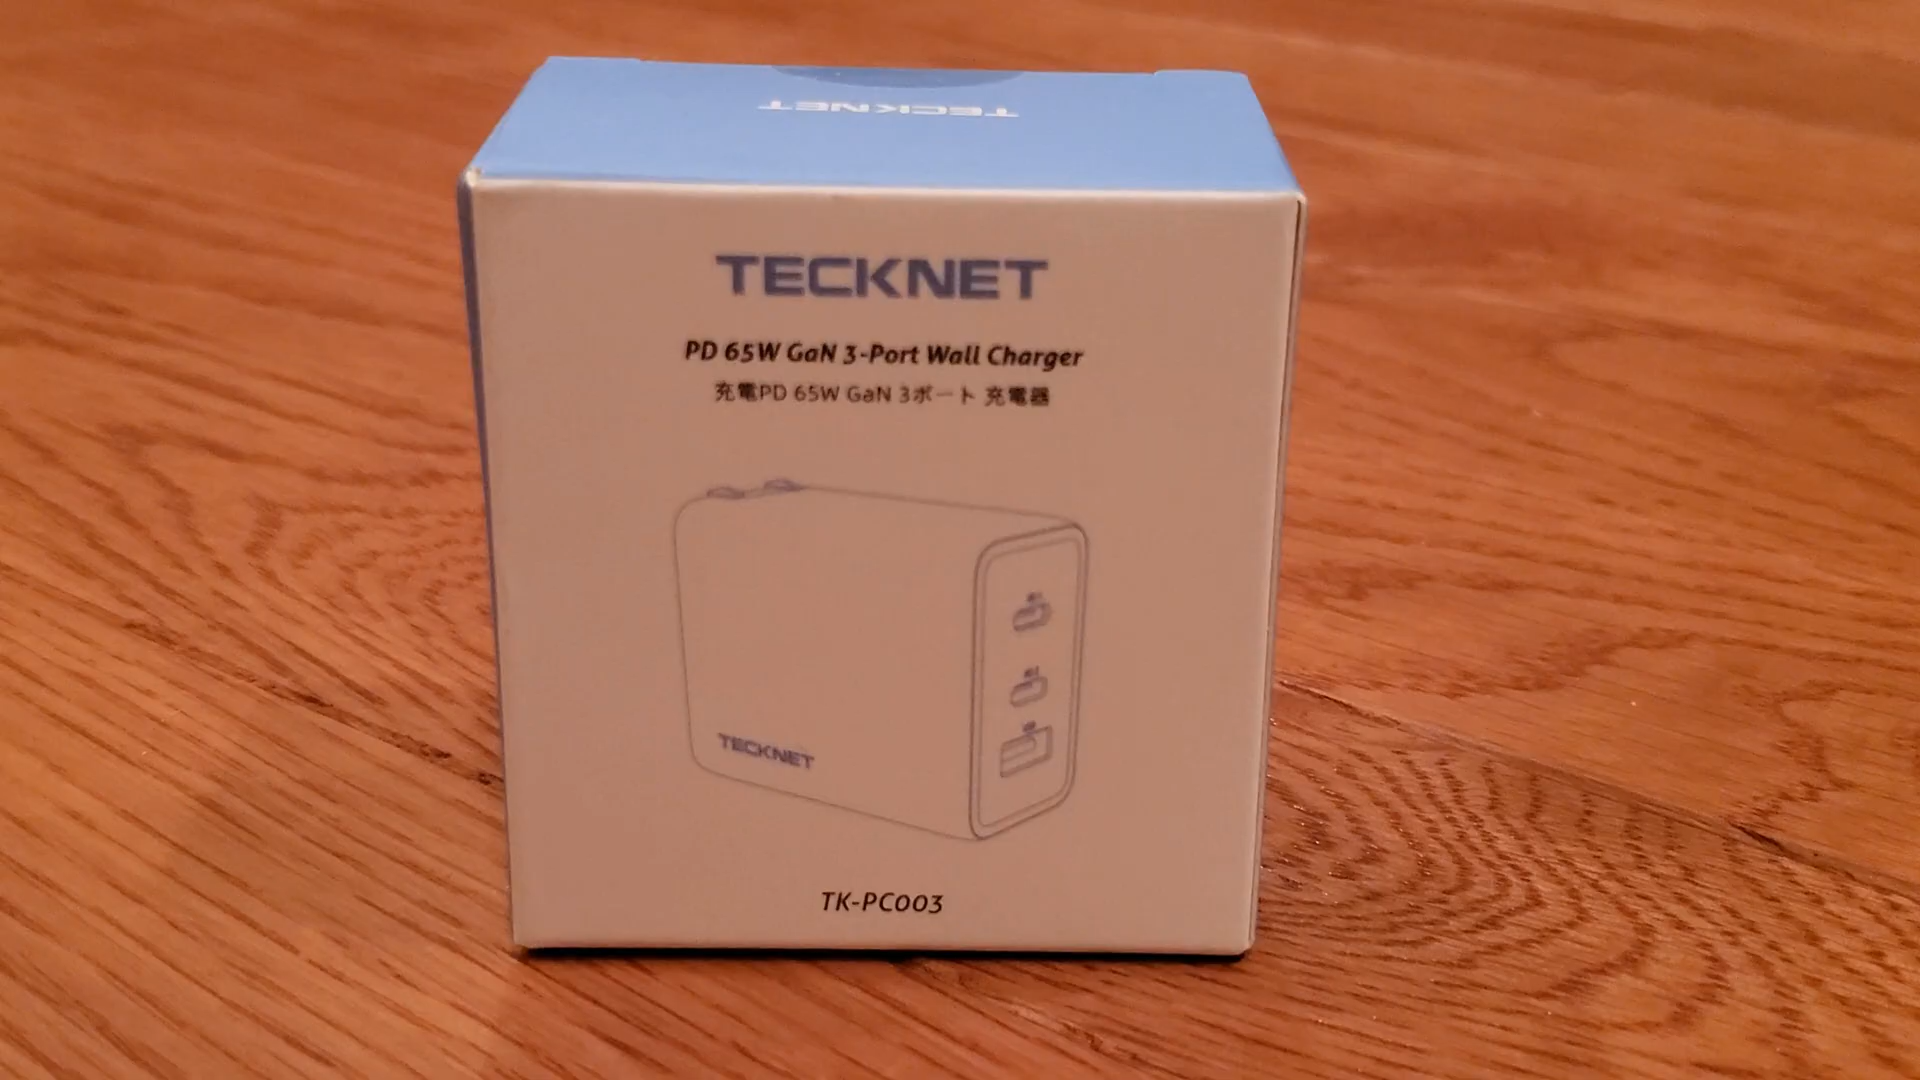 TECKNET
TECKNET
PD 65W GaN 3-Port Wall Charger
充電PD 65W GaN 3ポート 充電器
TECKNET
TK-PC003